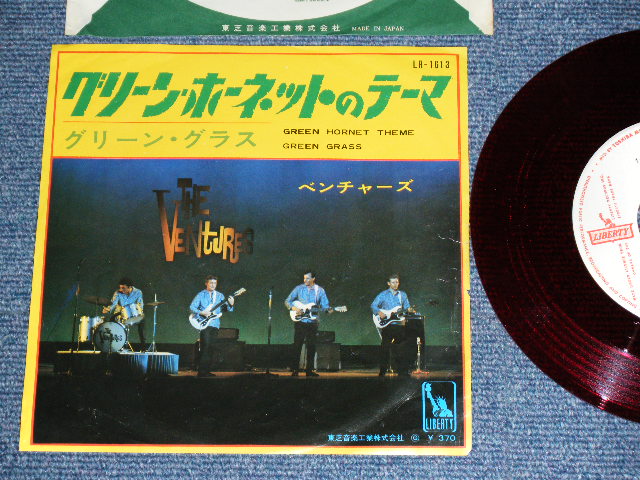 東芝音楽工業株式会社 MADE IN JAPAN
LR-1613
グリーン・ホーネットのテーマ
グリーン・グラス
GREEN HORNET THEME
GREEN GRASS
ベンチャーズ
THE
VENTURES
LIBERTY
東芝音楽工業株式会社 © ¥370
LIBERTY